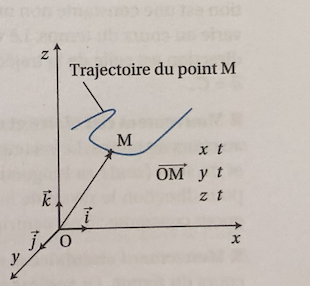 z
Trajectoire du point M
M
x t
OM⃗ y t
z t
k⃗
i⃗
j⃗
O
x
y